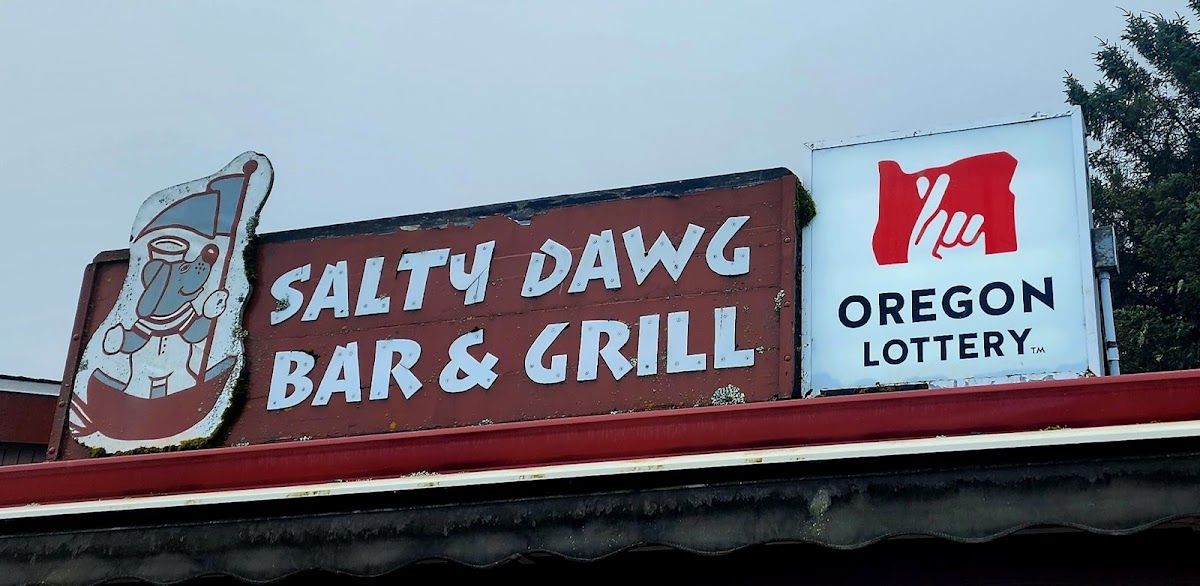 SALTY DAWG
BAR & GRILL
OREGON
LOTTERY™